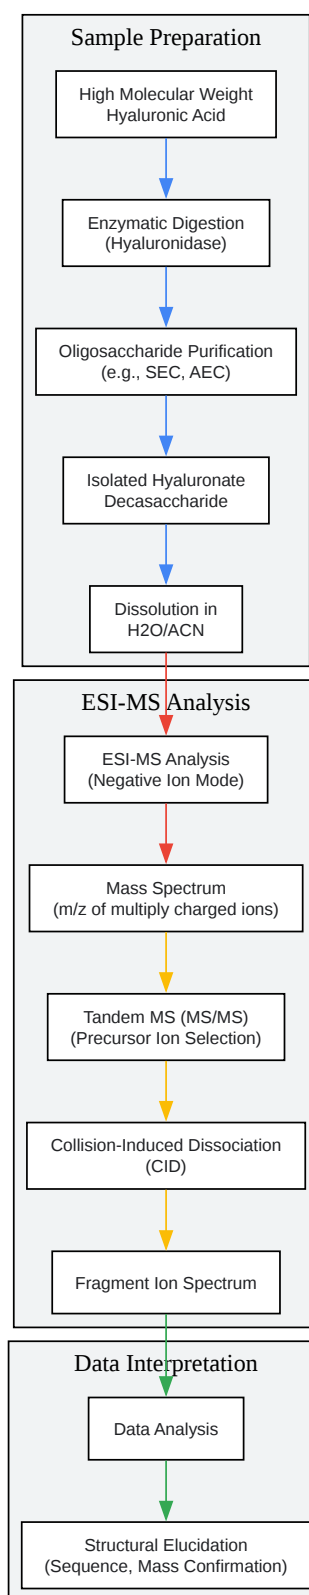 Sample Preparation
High Molecular Weight
Hyaluronic Acid
Enzymatic Digestion
(Hyaluronidase)
Oligosaccharide Purification
(e.g., SEC, AEC)
Isolated Hyaluronate
Decasaccharide
Dissolution in
H2O/ACN
ESI-MS Analysis
ESI-MS Analysis
(Negative Ion Mode)
Mass Spectrum
(m/z of multiply charged ions)
Tandem MS (MS/MS)
(Precursor Ion Selection)
Collision-Induced Dissociation
(CID)
Fragment Ion Spectrum
Data Interpretation
Data Analysis
Structural Elucidation
(Sequence, Mass Confirmation)